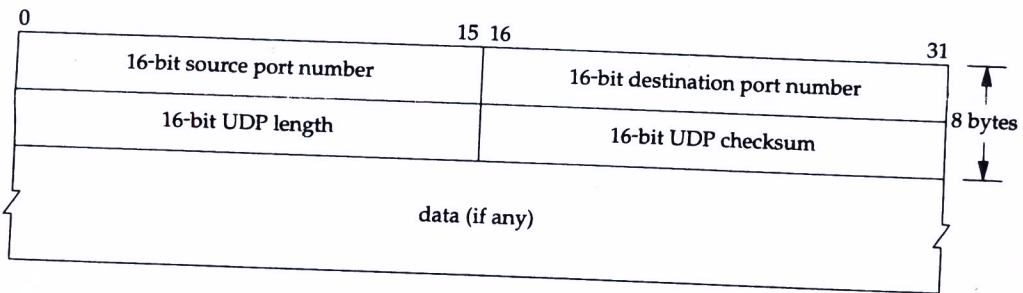 0
15 16
31
16-bit source port number
16-bit destination port number
8 bytes
16-bit UDP length
16-bit UDP checksum
data (if any)